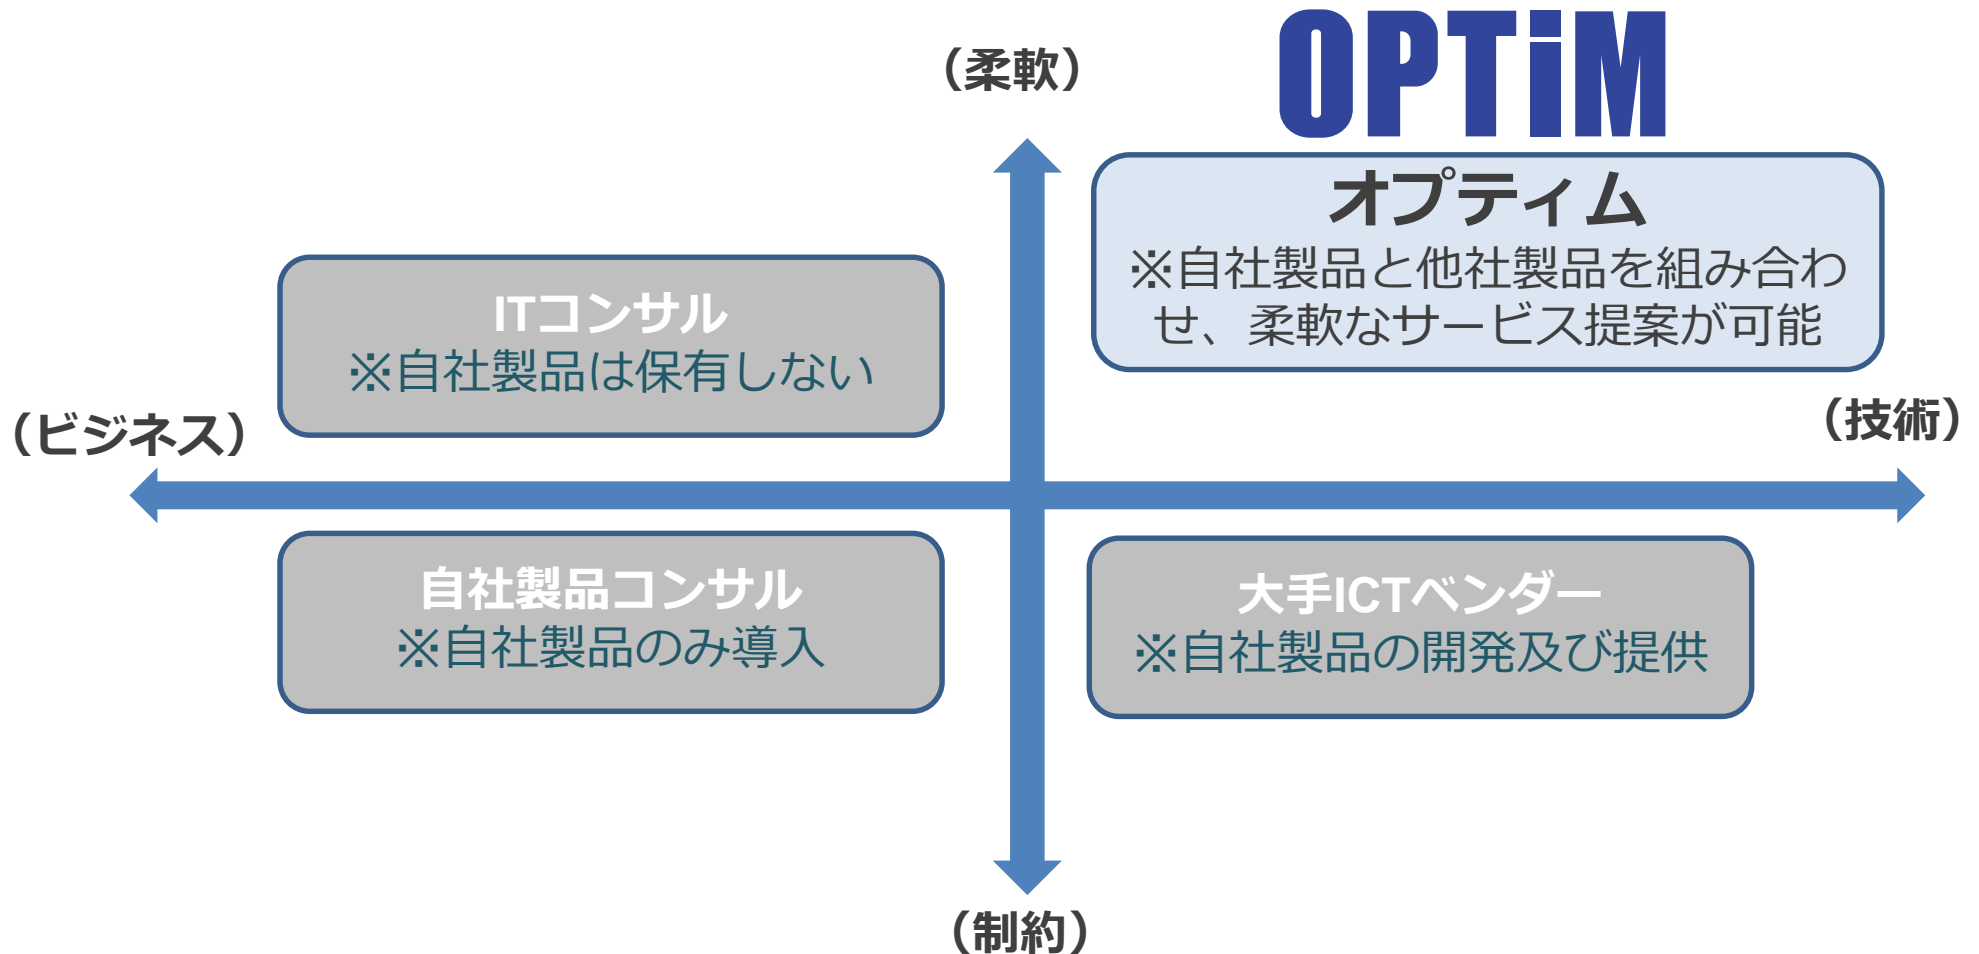 OPTiM
（柔軟）
オプティム
※自社製品と他社製品を組み合わ
せ、柔軟なサービス提案が可能
ITコンサル
※自社製品は保有しない
（ビジネス）
（技術）
自社製品コンサル
※自社製品のみ導入
大手ICTベンダー
※自社製品の開発及び提供
（制約）